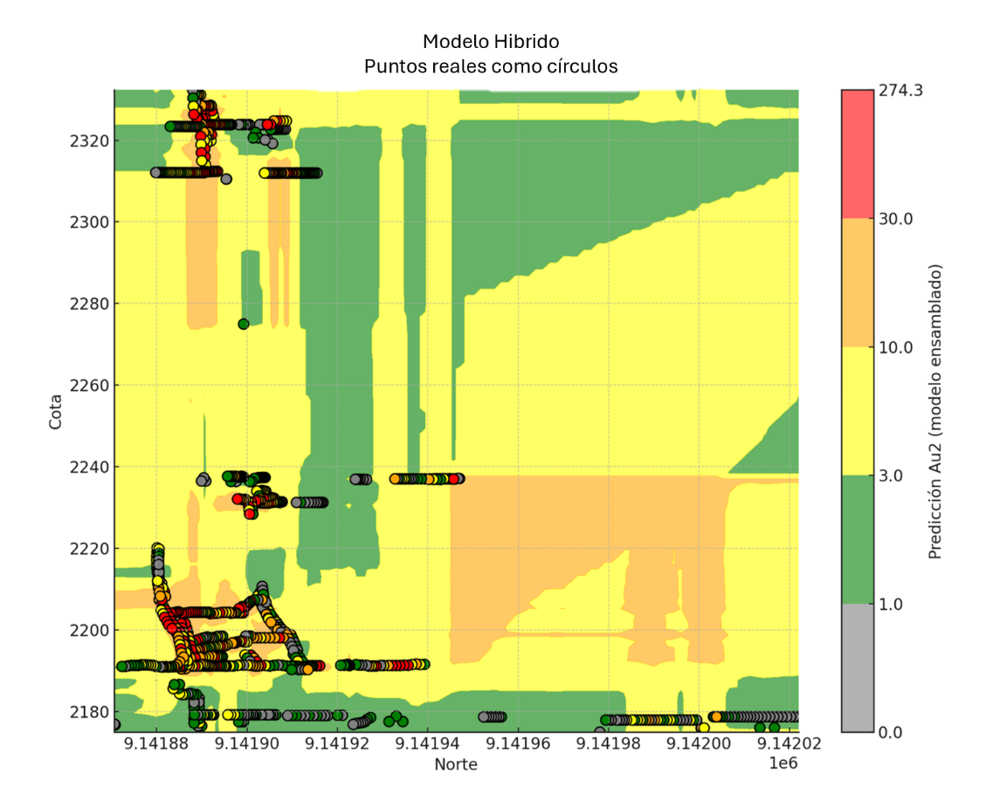 Modelo Hibrido
Puntos reales como círculos
274.3
30.0
10.0
3.0
1.0
0.0
Predicción Au2 (modelo ensamblado)
2320
2300
2280
2260
2240
2220
2200
2180
Cota
9.14188 9.14190 9.14192 9.14194 9.14196 9.14198 9.14200 9.14202
Norte
1e6